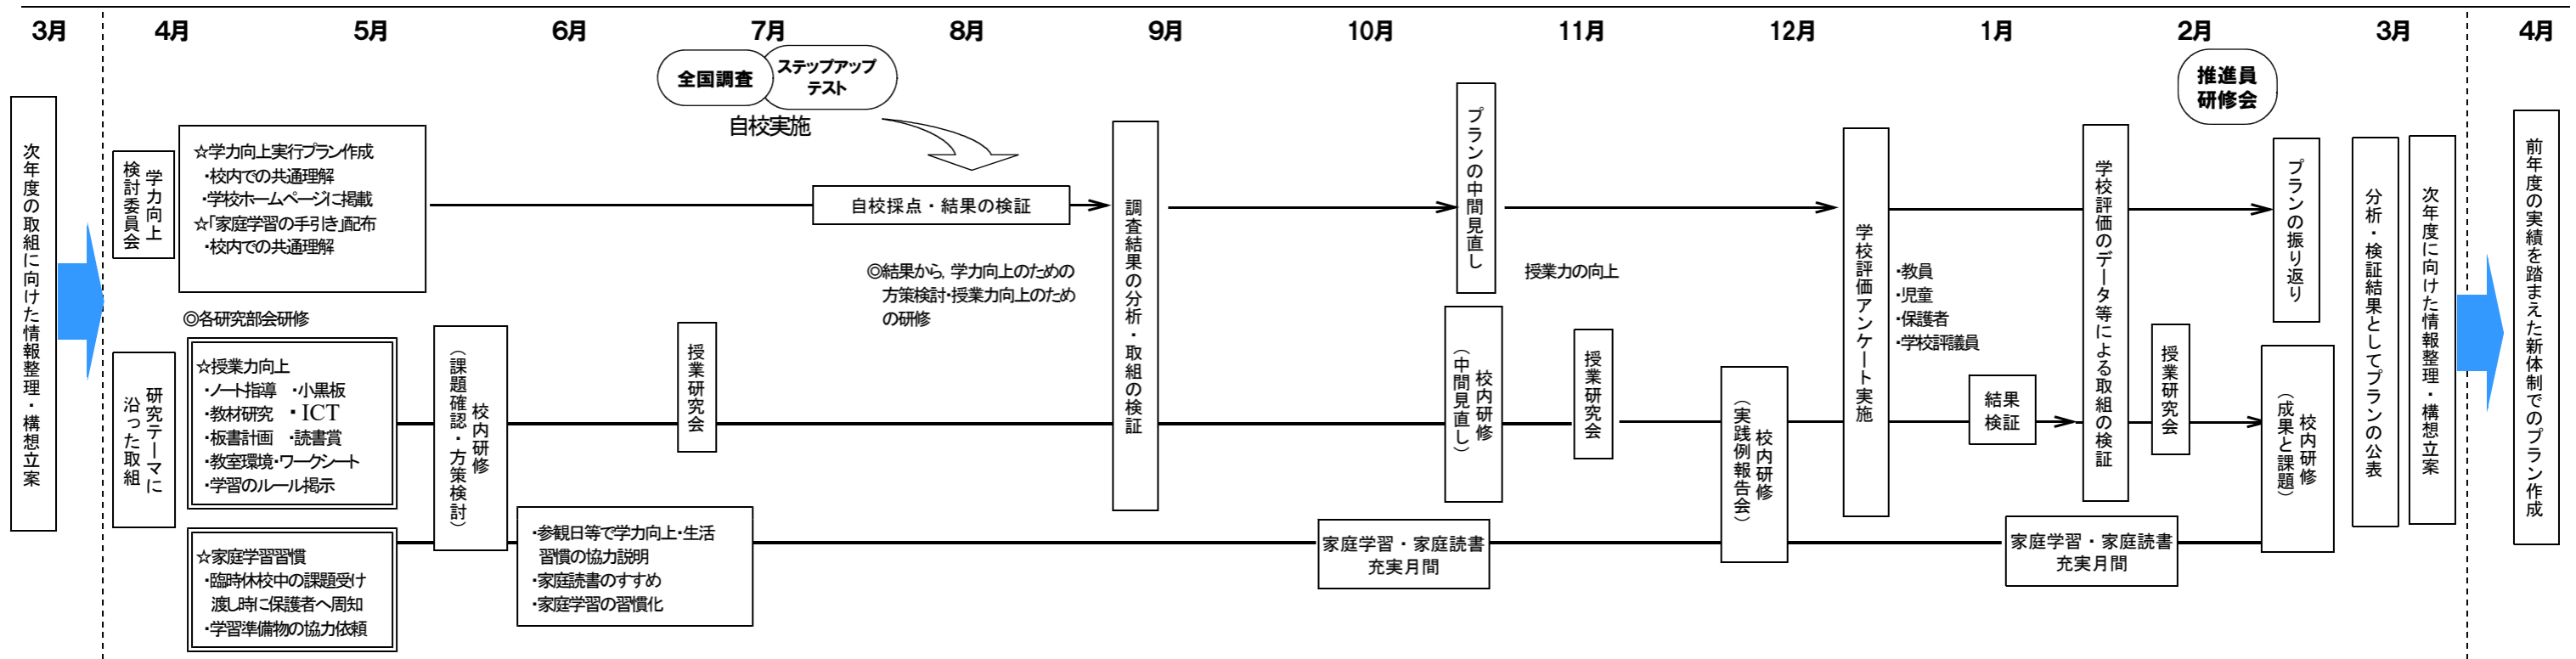 3月
4月
5月
6月
7月
8月
9月
10月
11月
12月
1月
2月
3月
4月
次年度の取組に向けた情報整理・構想立案
学力向上
検討委員会
☆学力向上実行プラン作成
・校内での共通理解
・学校ホームページに掲載
☆「家庭学習の手引き」配布
・校内での共通理解
◎各研究部会研修
研究テーマに
沿った取組
☆授業力向上
・ノート指導　・小黒板
・教材研究　・ICT
・板書計画　・読書賞
・教室環境・ワークシート
・学習のルール掲示
☆家庭学習習慣
・臨時休校中の課題受け
渡し時に保護者へ周知
・学習準備物の協力依頼
校内研修
（課題確認・方策検討）
・参観日等で学力向上・生活
習慣の協力説明
・家庭読書のすすめ
・家庭学習の習慣化
全国調査
ステップアップ
テスト
自校実施
授業研究会
自校採点・結果の検証
◎結果から，学力向上のための
方策検討・授業力向上のため
の研修
調査結果の分析・取組の検証
プランの中間見直し
校内研修
（中間見直し）
家庭学習・家庭読書
充実月間
授業力の向上
授業研究会
校内研修
（実践例報告会）
学校評価アンケート実施
・教員
・児童
・保護者
・学校評議員
結果
検証
学校評価のデータ等による取組の検証
家庭学習・家庭読書
充実月間
推進員
研修会
授業研究会
プランの振り返り
校内研修
（成果と課題）
分析・検証結果としてプランの公表
次年度に向けた情報整理・構想立案
前年度の実績を踏まえた新体制でのプラン作成